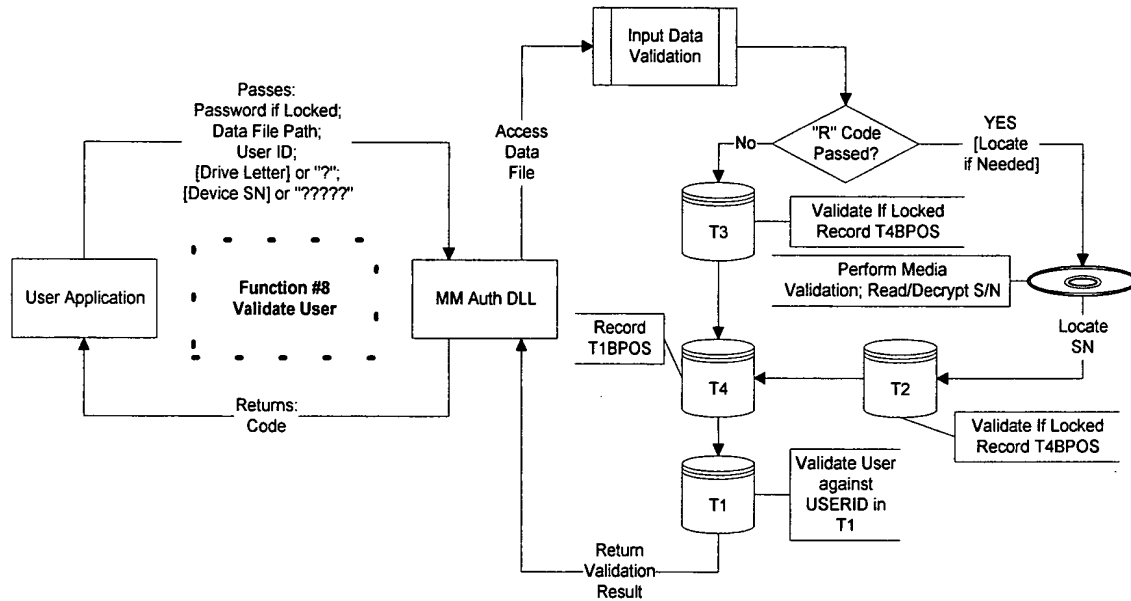 Input Data
Validation
Passes:
Password if Locked;
Data File Path;
User ID;
[Drive Letter] or "?";
[Device SN] or "?????"
Access
Data
File
"R" Code
Passed?
No
YES
[Locate
if Needed]
T3
Validate If Locked
Record T4BPOS
User Application
Function #8
Validate User
MM Auth DLL
Perform Media
Validation; Read/Decrypt S/N
Locate
SN
Record
T1BPOS
T4
T2
Returns:
Code
Validate If Locked
Record T4BPOS
T1
Validate User
against
USERID in
T1
Return
Validation
Result